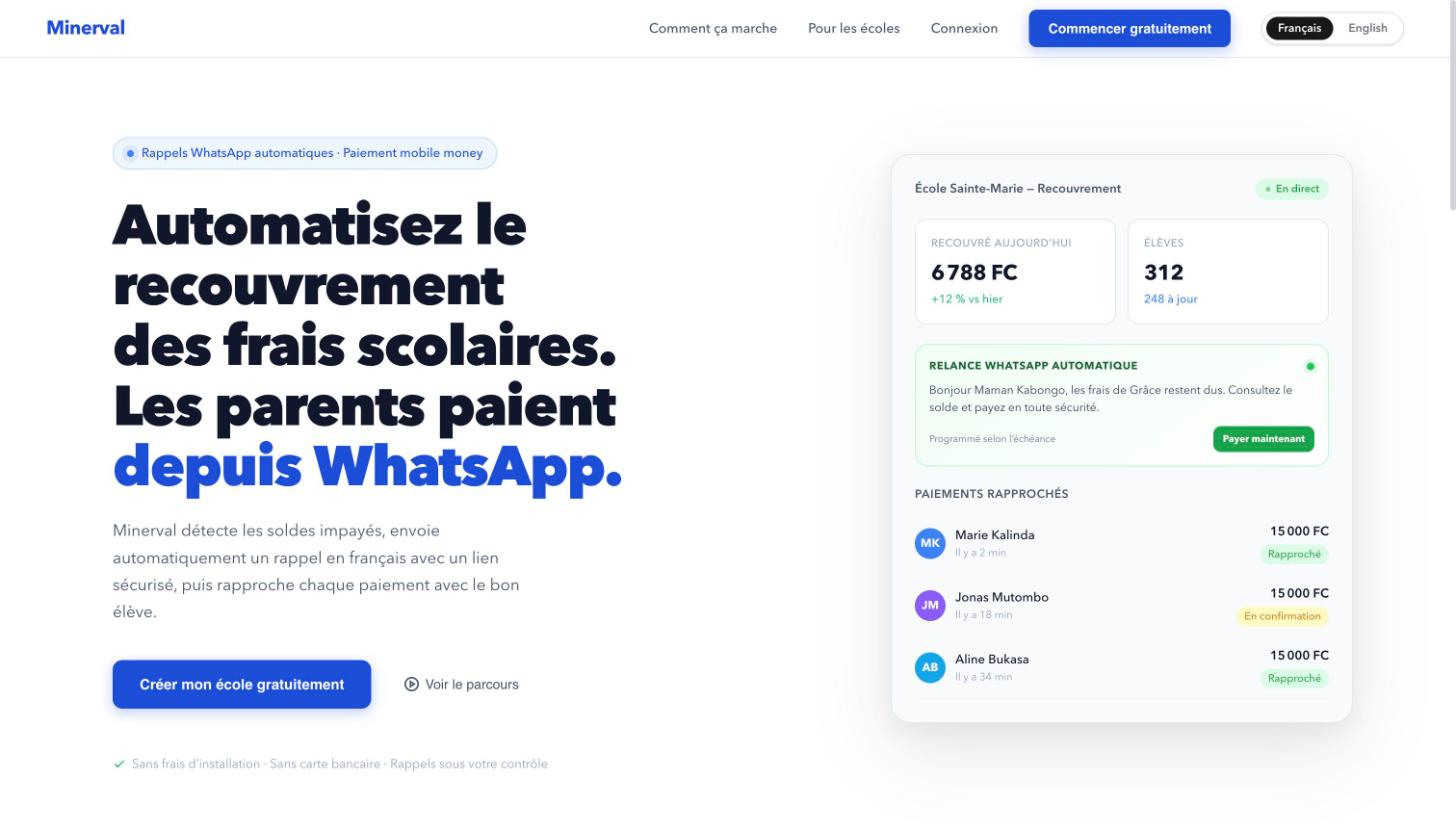 Minerval
Comment ça marche
Pour les écoles
Connexion
Commencer gratuitement
Français
English
Rappels WhatsApp automatiques · Paiement mobile money
Automatisez le
recouvrement
des frais scolaires.
Les parents paient
depuis WhatsApp.
Minerval détecte les soldes impayés, envoie
automatiquement un rappel en français avec un lien
sécurisé, puis rapproche chaque paiement avec le bon
élève.
Créer mon école gratuitement
Voir le parcours
Sans frais d'installation · Sans carte bancaire · Rappels sous votre contrôle
École Sainte-Marie — Recouvrement
En direct
RECOUVRÉ AUJOURD'HUI
6 788 FC
+12 % vs hier
ÉLÈVES
312
248 à jour
RELANCE WHATSAPP AUTOMATIQUE
Bonjour Maman Kabongo, les frais de Grâce restent dus. Consultez le
solde et payez en toute sécurité.
Programmé selon l'échéance
Payer maintenant
PAIEMENTS RAPPROCHÉS
MK
Marie Kalinda
Il y a 2 min
15 000 FC
Rapproché
JM
Jonas Mutombo
Il y a 18 min
15 000 FC
En confirmation
AB
Aline Bukasa
Il y a 34 min
15 000 FC
Rapproché